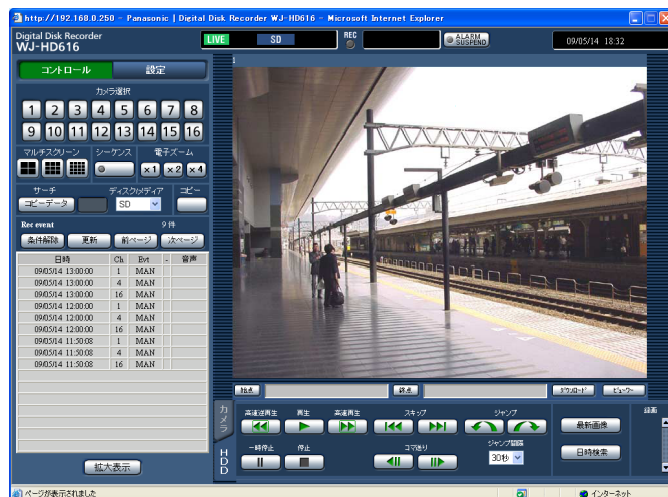 http://192.168.0.250 - Panasonic | Digital Disk Recorder WJ-HD616 - Microsoft Internet Explorer
Digital Disk Recorder
WJ-HD616
LIVE SD REC ALARM SUSPEND 09/05/14 18:32
コントロール 設定
1
カメラ選択
1 2 3 4 5 6 7 8
9 10 11 12 13 14 15 16
マルチスクリーン シーケンス 電子ズーム
×1 ×2 ×4
サーチ ディスク/メディア コピー
コピーデータ SD
Rec event 9件
条件解除 更新 前ページ 次ページ
日時 Ch Evt - 音声
09/05/14 13:00:00 1 MAN
09/05/14 13:00:00 4 MAN
09/05/14 13:00:00 16 MAN
09/05/14 12:00:00 1 MAN
09/05/14 12:00:00 4 MAN
09/05/14 12:00:00 16 MAN
09/05/14 11:50:08 1 MAN
09/05/14 11:50:08 4 MAN
09/05/14 11:50:08 16 MAN
拡大表示
始点 終点 ダウンロード ビューワー
カメラ
HDD
高速逆再生 再生 高速再生 スキップ ジャンプ 録画
最新画像
一時停止 停止 コマ送り ジャンプ間隔
30秒
日時検索
ページが表示されました インターネット